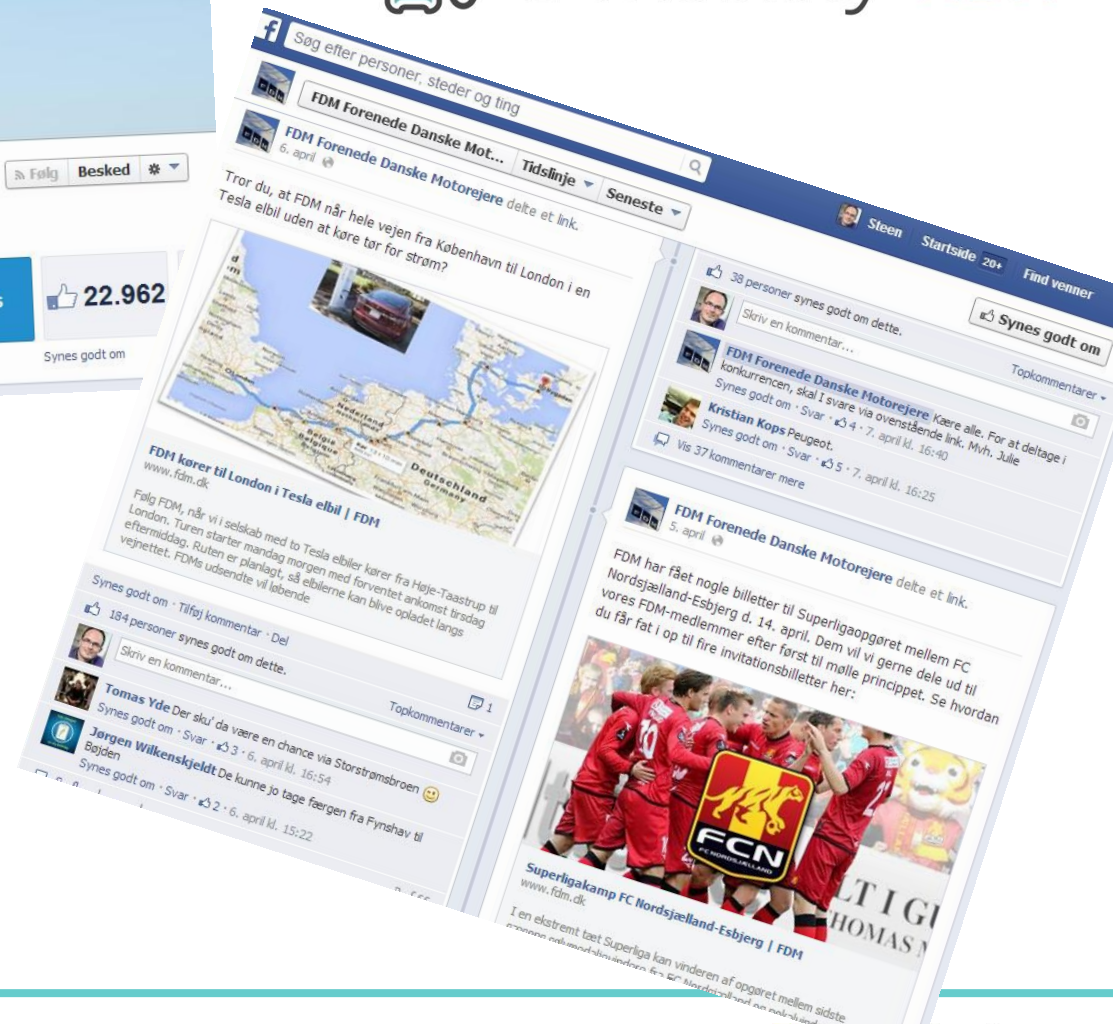 Følg Besked
22.962
Synes godt om
Søg efter personer, steder og ting
FDM Forenede Danske Mot... Tidslinje Seneste
Steen Startside 20+ Find venner
Synes godt om
FDM Forenede Danske Motorejere delte et link.
6. april
Tror du, at FDM når hele vejen fra København til London i en
Tesla elbil uden at køre tør for strøm?
Nederland
België
Belgique
Deutschland
Germany
FDM kører til London i Tesla elbil | FDM
www.fdm.dk
Følg FDM, når vi i selskab med to Tesla elbiler kører fra Høje-Taastrup til
London. Turen starter mandag morgen med forventet ankomst tirsdag
eftermiddag. Ruten er planlagt, så elbilerne kan blive opladet langs
vejnettet. FDMs udsendte vil løbende
Synes godt om · Tilføj kommentar · Del
184 personer synes godt om dette.
1
Skriv en kommentar...
Topkommentarer
Tomas Yde Der sku' da være en chance via Storstrømsbroen
Synes godt om · Svar · 3 · 6. april kl. 16:54
Jørgen Wilkenskjeldt De kunne jo tage færgen fra Fynshav til
Bøjden
Synes godt om · Svar · 2 · 6. april kl. 15:22
38 personer synes godt om dette.
Skriv en kommentar...
Topkommentarer
FDM Forenede Danske Motorejere Kære alle. For at deltage i
konkurrencen, skal I svare via ovenstående link. Mvh. Julie
Synes godt om · Svar · 4 · 7. april kl. 16:40
Kristian Kops Peugeot.
Synes godt om · Svar · 5 · 7. april kl. 16:25
Vis 37 kommentarer mere
FDM Forenede Danske Motorejere delte et link.
5. april
FDM har fået nogle billetter til Superligaopgøret mellem FC
Nordsjælland-Esbjerg d. 14. april. Dem vil vi gerne dele ud til
vores FDM-medlemmer efter først til mølle princippet. Se hvordan
du får fat i op til fire invitationsbilletter her:
FCN
FC NORDSJÆLLAND
Superligakamp FC Nordsjælland-Esbjerg | FDM
www.fdm.dk
I en ekstremt tæt Superliga kan vinderen af opgøret mellem sidste